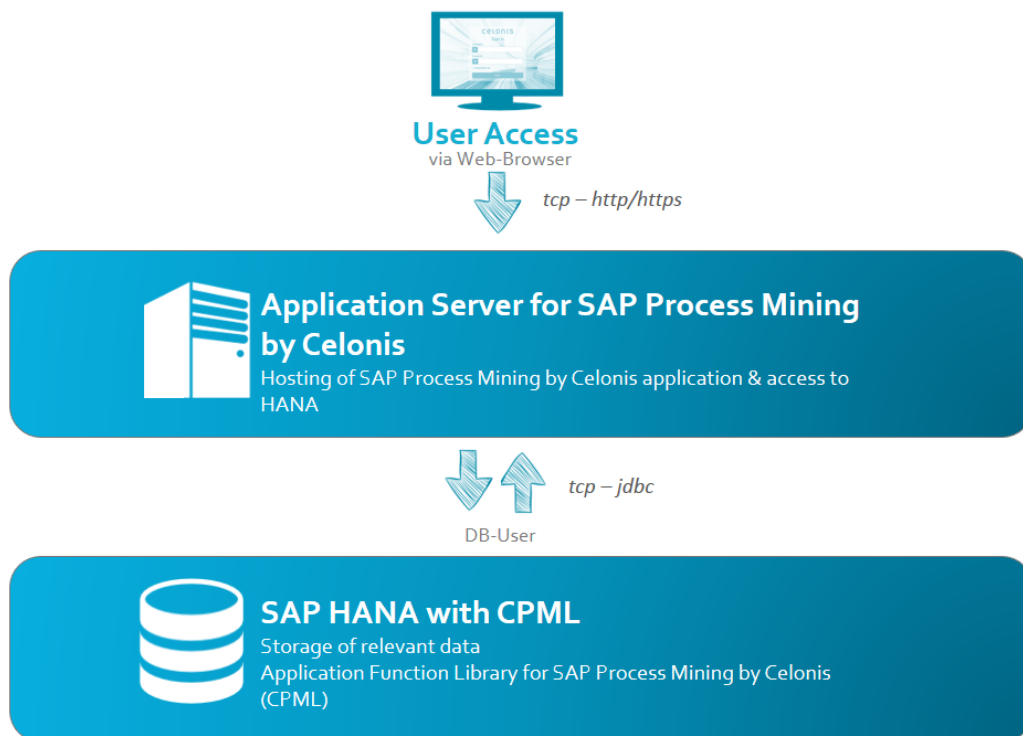 celonis
User Access
via Web-Browser
tcp – http/https
Application Server for SAP Process Mining
by Celonis
Hosting of SAP Process Mining by Celonis application & access to
HANA
tcp – jdbc
DB-User
SAP HANA with CPML
Storage of relevant data
Application Function Library for SAP Process Mining by Celonis
(CPML)